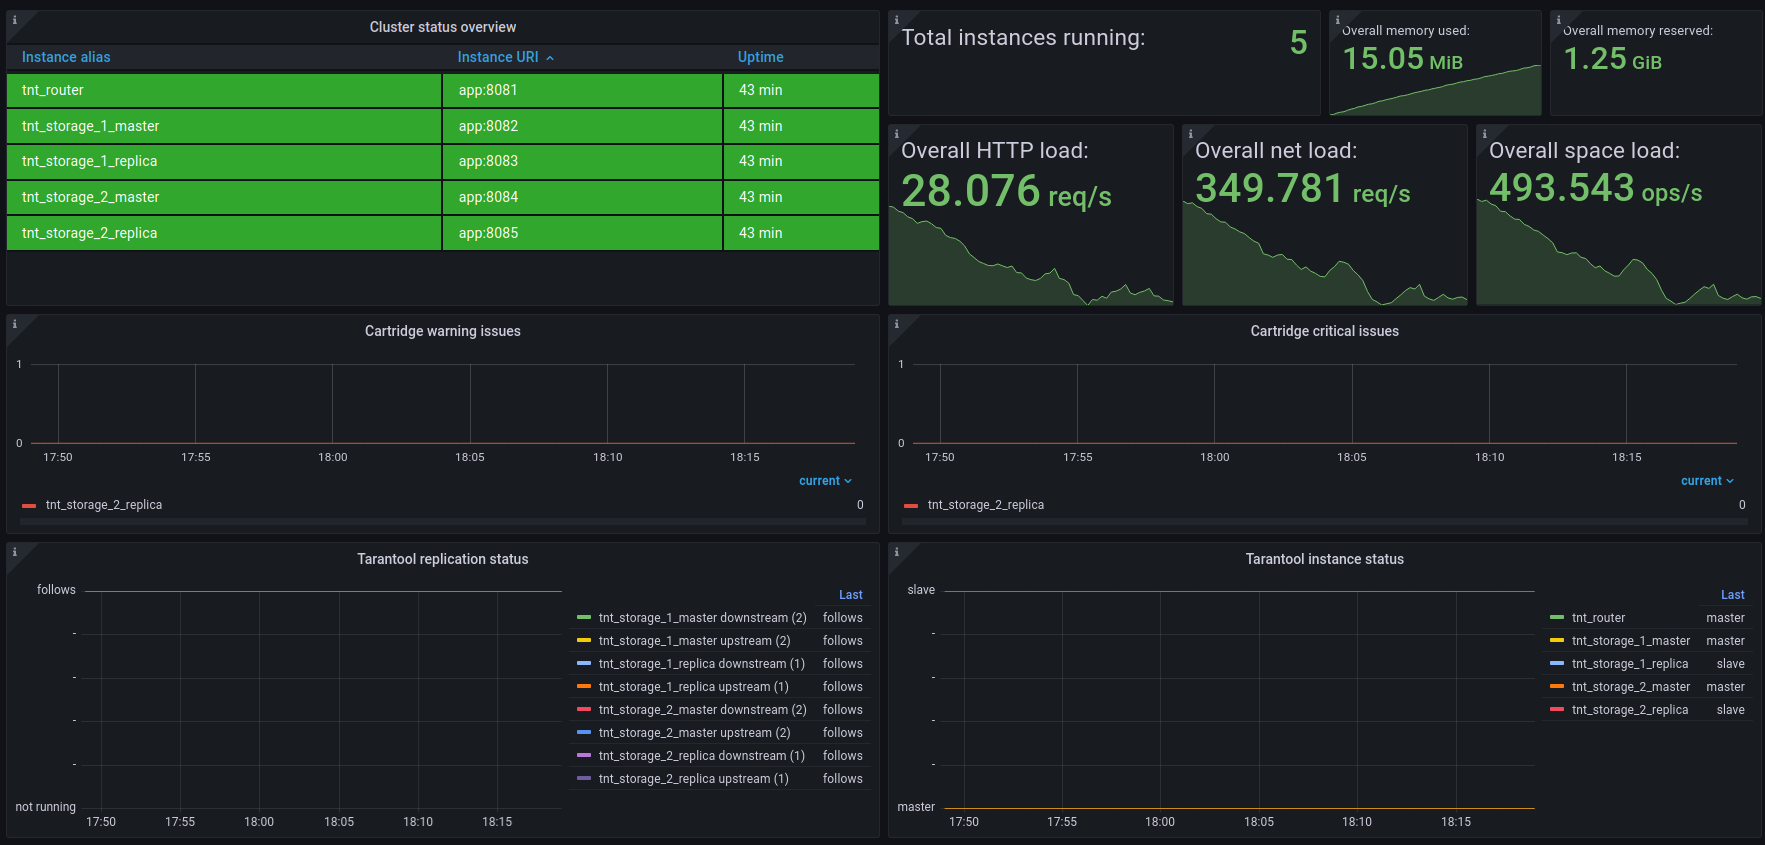 Cluster status overview
Instance alias Instance URI Uptime
tnt_router app:8081 43 min
tnt_storage_1_master app:8082 43 min
tnt_storage_1_replica app:8083 43 min
tnt_storage_2_master app:8084 43 min
tnt_storage_2_replica app:8085 43 min
Total instances running: 5
Overall memory used:
15.05 MiB
Overall memory reserved:
1.25 GiB
Overall HTTP load:
28.076 req/s
Overall net load:
349.781 req/s
Overall space load:
493.543 ops/s
Cartridge warning issues
1
0
17:50 17:55 18:00 18:05 18:10 18:15
current
tnt_storage_2_replica 0
Cartridge critical issues
1
0
17:50 17:55 18:00 18:05 18:10 18:15
current
tnt_storage_2_replica 0
Tarantool replication status
follows
-
-
-
-
not running
17:50 17:55 18:00 18:05 18:10 18:15
Last
tnt_storage_1_master downstream (2) follows
tnt_storage_1_master upstream (2) follows
tnt_storage_1_replica downstream (1) follows
tnt_storage_1_replica upstream (1) follows
tnt_storage_2_master downstream (2) follows
tnt_storage_2_master upstream (2) follows
tnt_storage_2_replica downstream (1) follows
tnt_storage_2_replica upstream (1) follows
Tarantool instance status
slave
-
-
-
-
master
17:50 17:55 18:00 18:05 18:10 18:15
Last
tnt_router master
tnt_storage_1_master master
tnt_storage_1_replica slave
tnt_storage_2_master master
tnt_storage_2_replica slave